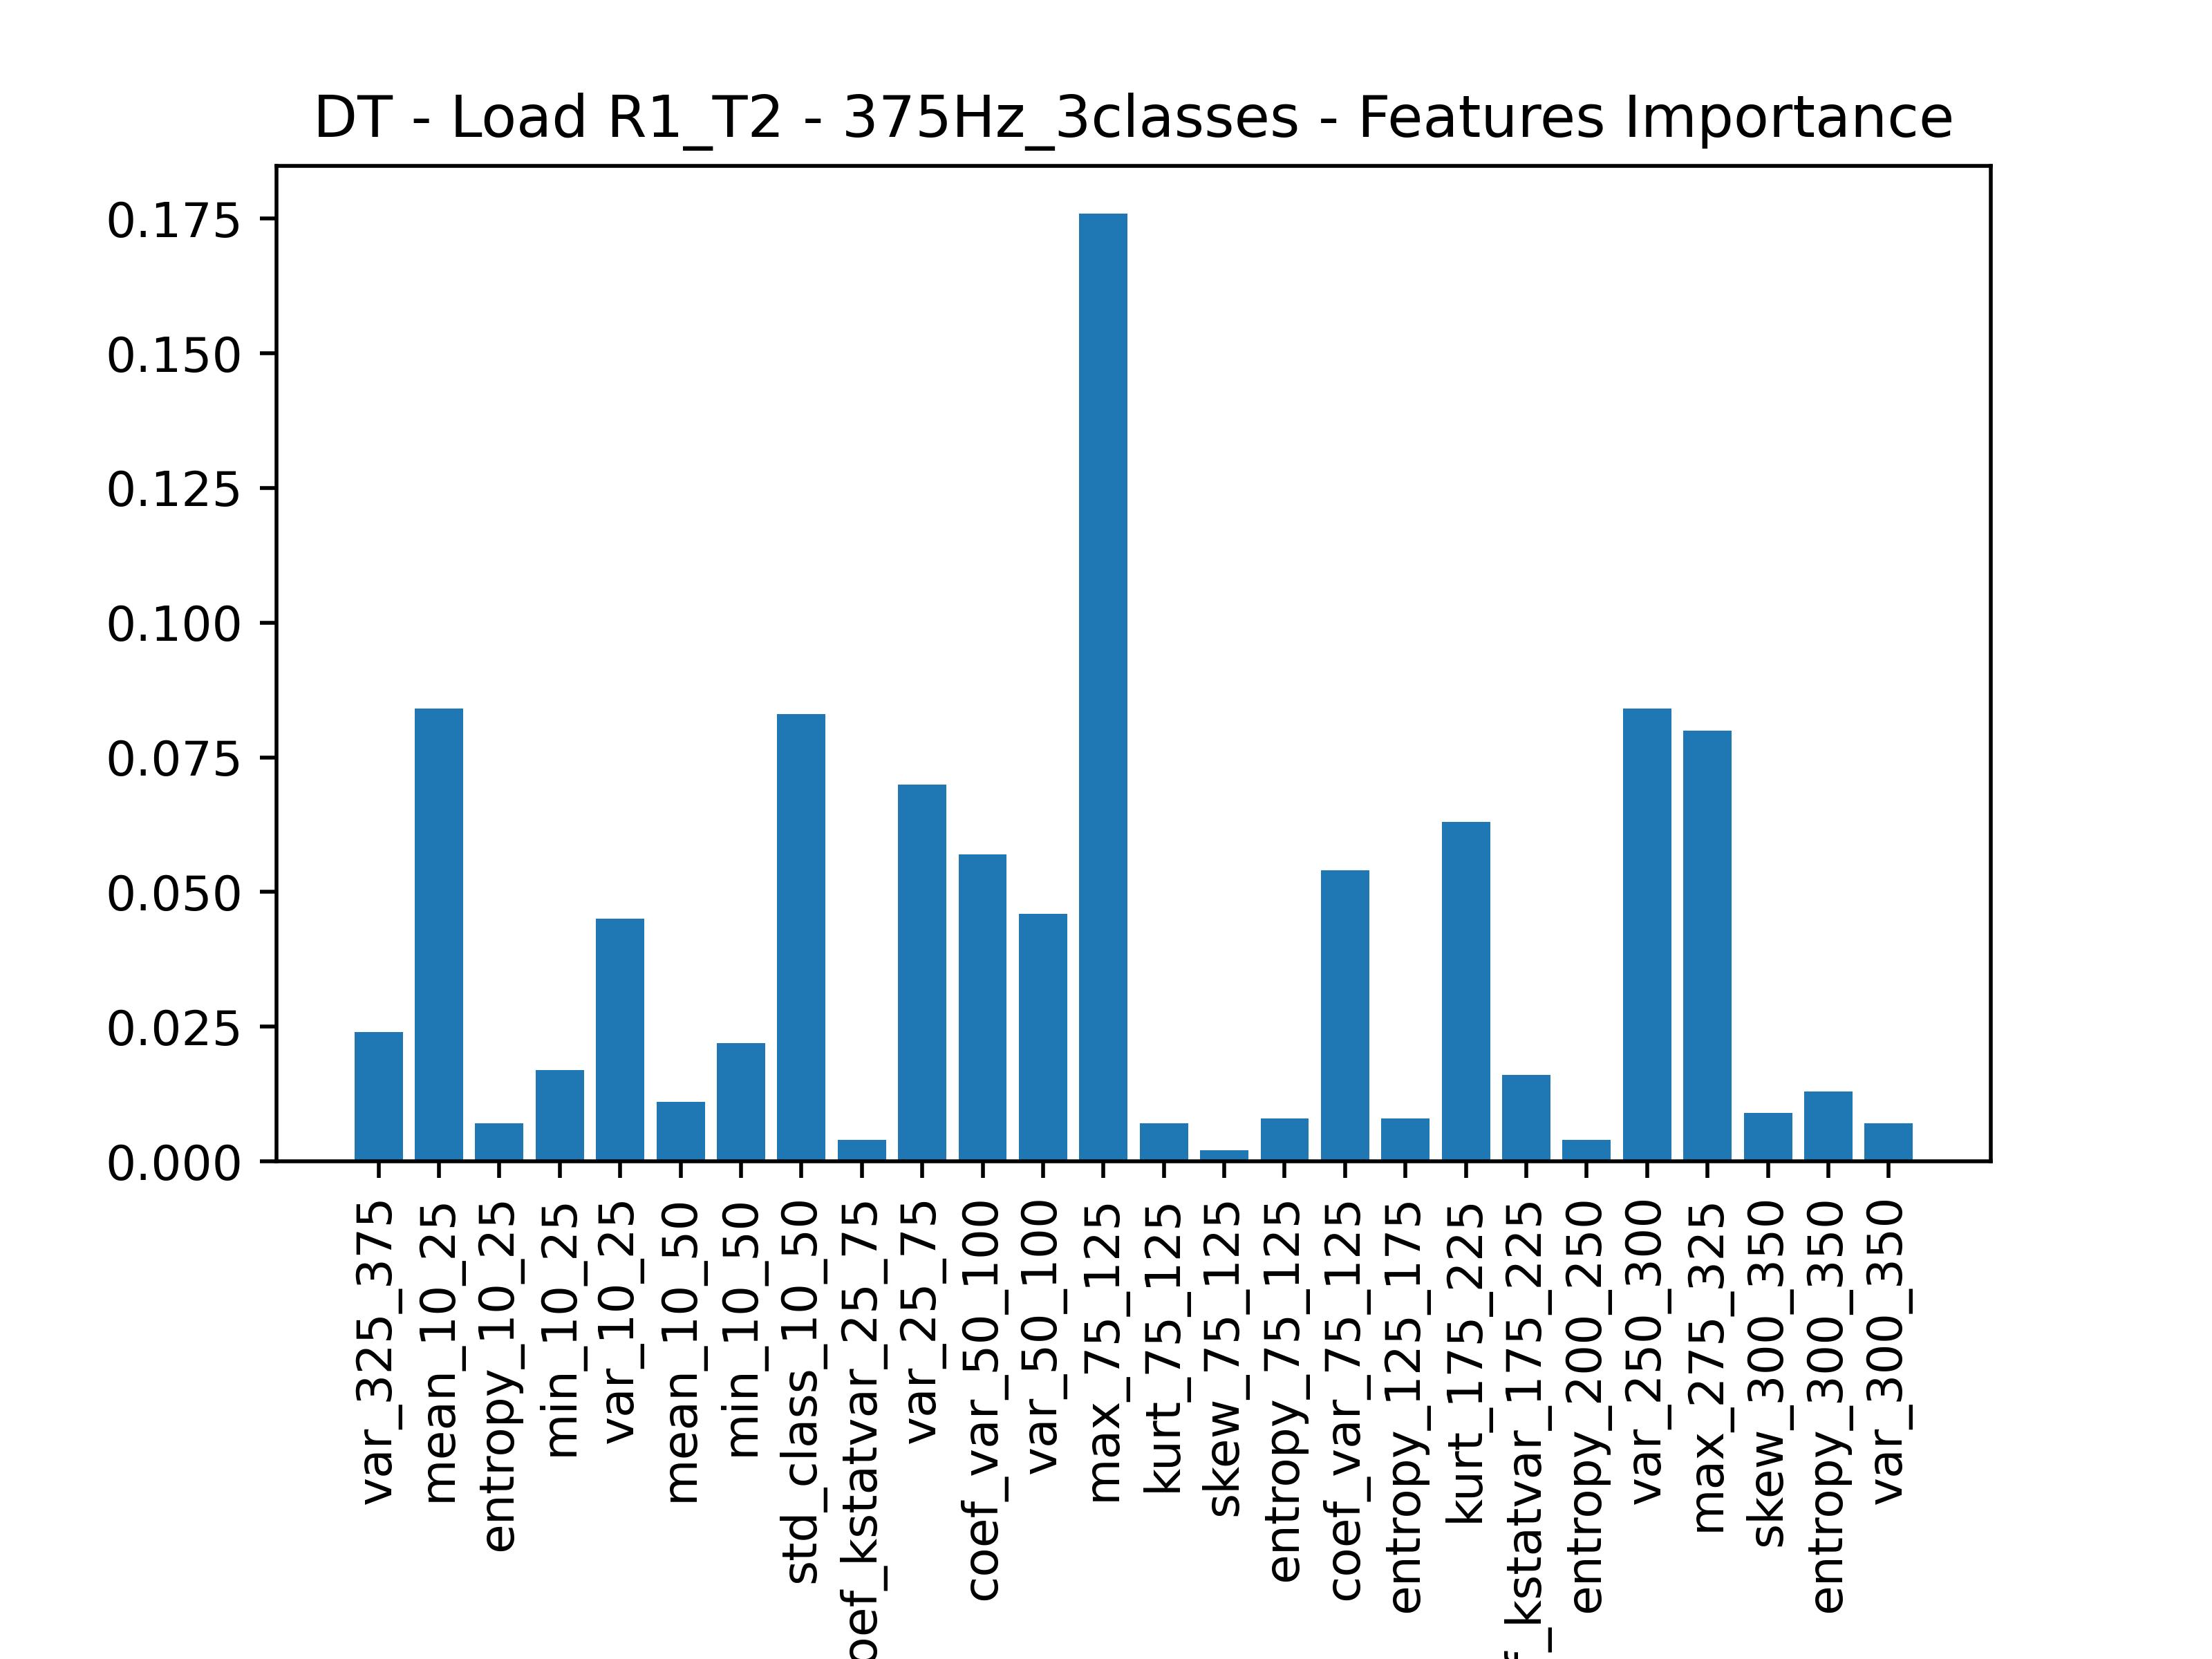 DT - Load R1_T2 - 375Hz_3classes - Features Importance
0.175
0.150
0.125
0.100
0.075
0.050
0.025
0.000
var_325_375
mean_10_25
entropy_10_25
min_10_25
var_10_25
mean_10_50
min_10_50
std_class_10_50
oef_kstatvar_25_75
var_25_75
coef_var_50_100
var_50_100
max_75_125
kurt_75_125
skew_75_125
entropy_75_125
coef_var_75_125
entropy_125_175
kurt_175_225
f_kstatvar_175_225
entropy_200_250
var_250_300
max_275_325
skew_300_350
entropy_300_350
var_300_350